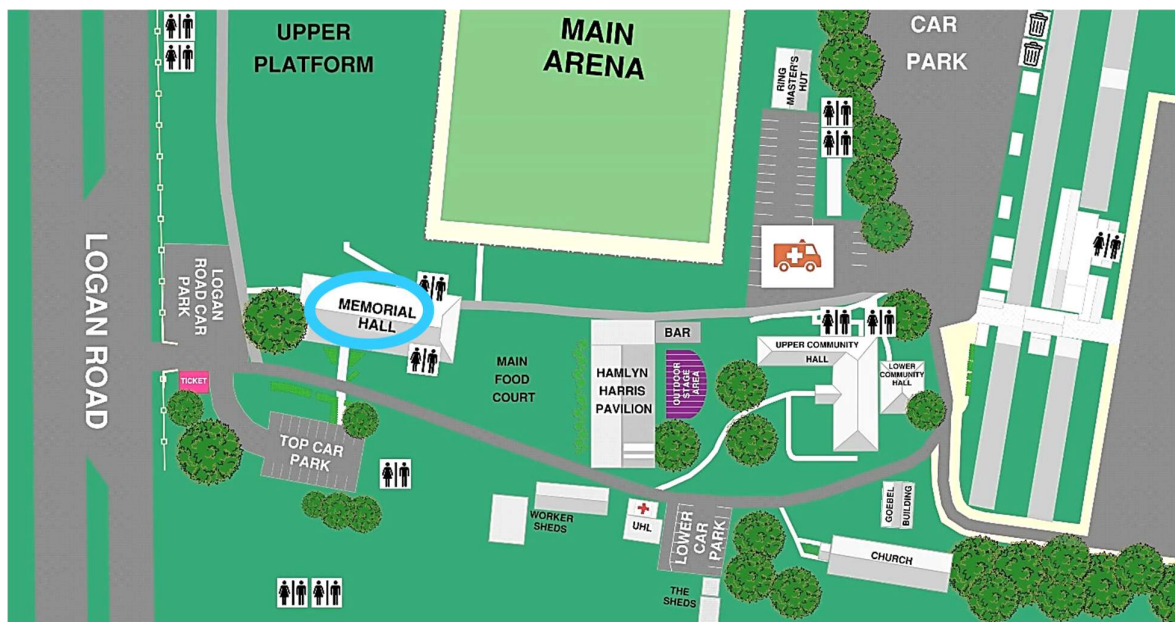 UPPER
PLATFORM
MAIN
ARENA
CAR
PARK
RING
MASTER'S
HUT
LOGAN ROAD
LOGAN
ROAD CAR
PARK
MEMORIAL
HALL
TICKET
TOP CAR
PARK
MAIN
FOOD
COURT
HAMLYN
HARRIS
PAVILION
BAR
OUTDOOR
STAGE
AREA
UPPER COMMUNITY
HALL
LOWER
COMMUNITY
HALL
WORKER
SHEDS
UHL
LOWER
CAR
PARK
THE
SHEDS
GOEBEL
BUILDING
CHURCH